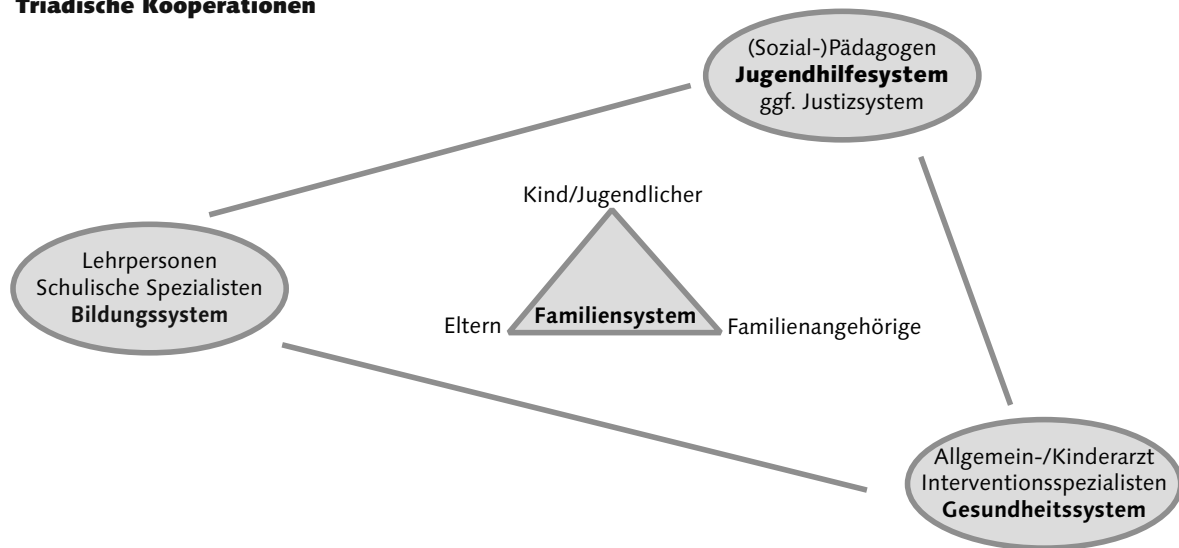 Triadische Kooperationen
(Sozial-)Pädagogen
Jugendhilfesystem
ggf. Justizsystem
Kind/Jugendlicher
Lehrpersonen
Schulische Spezialisten
Bildungssystem
Eltern
Familiensystem
Familienangehörige
Allgemein-/Kinderarzt
Interventionsspezialisten
Gesundheitssystem